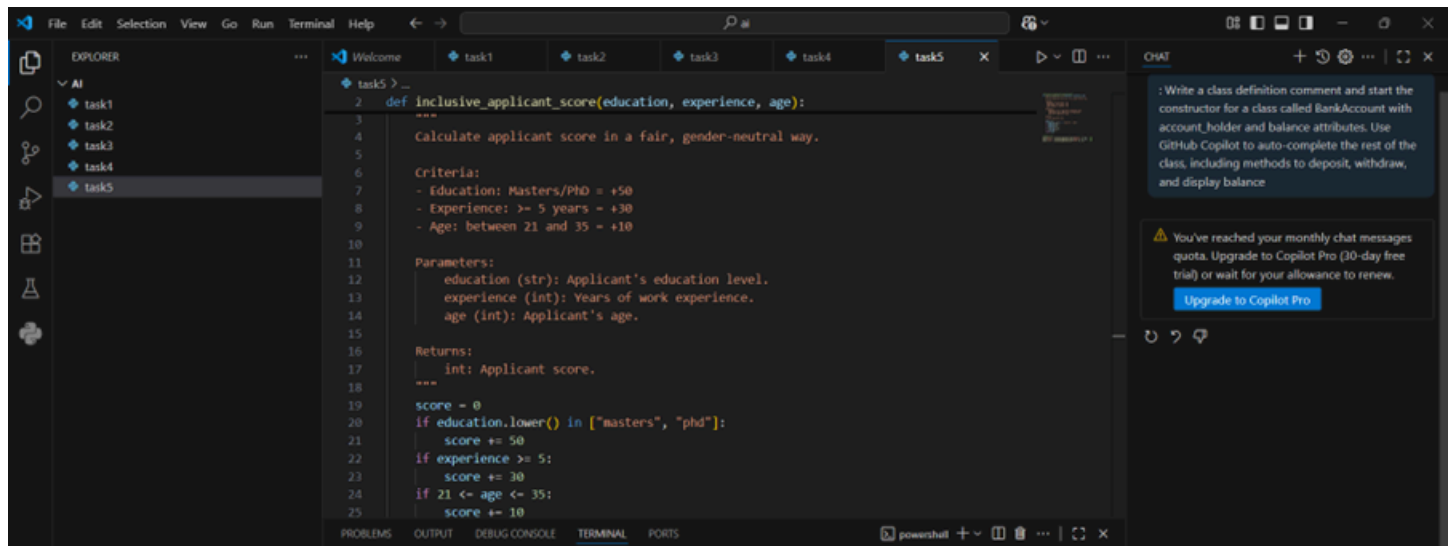 File Edit Selection View Go Run Terminal Help
ai
EXPLORER
AI
task1
task2
task3
task4
task5
Welcome task1 task2 task3 task4 task5
task5 > ...
2 def inclusive_applicant_score(education, experience, age):
3 """
4 Calculate applicant score in a fair, gender-neutral way.
5
6 Criteria:
7 - Education: Masters/PhD = +50
8 - Experience: >= 5 years = +30
9 - Age: between 21 and 35 = +10
10
11 Parameters:
12 education (str): Applicant's education level.
13 experience (int): Years of work experience.
14 age (int): Applicant's age.
15
16 Returns:
17 int: Applicant score.
18 """
19 score = 0
20 if education.lower() in ["masters", "phd"]:
21 score += 50
22 if experience >= 5:
23 score += 30
24 if 21 <= age <= 35:
25 score += 10
PROBLEMS OUTPUT DEBUG CONSOLE TERMINAL PORTS
powershell
CHAT
: Write a class definition comment and start the
constructor for a class called BankAccount with
account_holder and balance attributes. Use
GitHub Copilot to auto-complete the rest of the
class, including methods to deposit, withdraw,
and display balance
You've reached your monthly chat messages
quota. Upgrade to Copilot Pro (30-day free
trial) or wait for your allowance to renew.
Upgrade to Copilot Pro